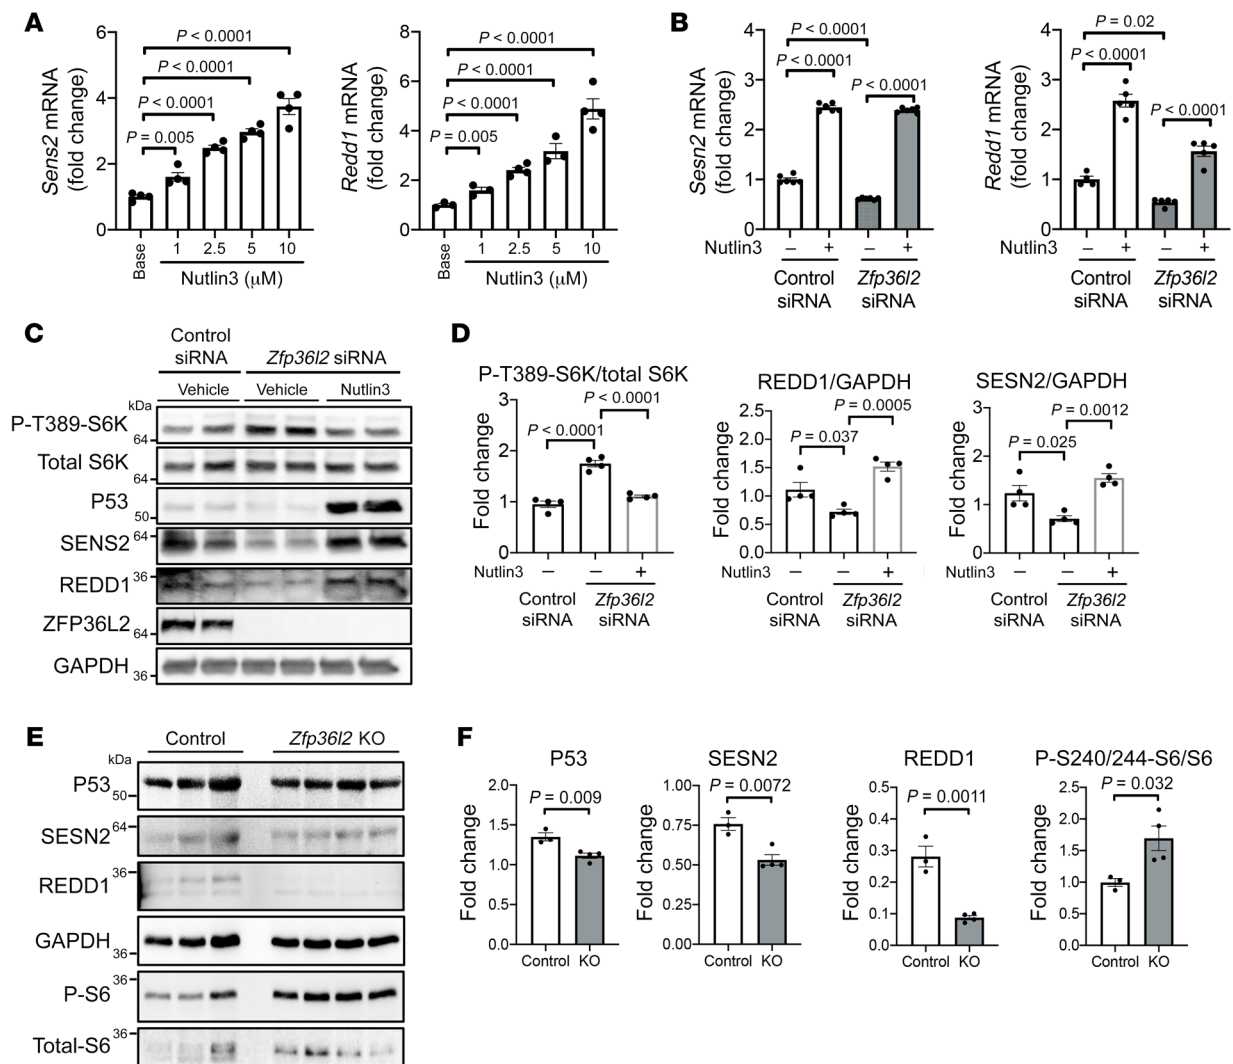 A
Sens2 mRNA
(fold change)
6
4
2
0
P < 0.0001
P < 0.0001
P < 0.0001
P = 0.005
Base
1
2.5
5
10
Nutlin3 (μM)
Redd1 mRNA
(fold change)
8
6
4
2
0
P < 0.0001
P < 0.0001
P < 0.0001
P = 0.005
Base
1
2.5
5
10
Nutlin3 (μM)
B
Sesn2 mRNA
(fold change)
4
3
2
1
0
P < 0.0001
P < 0.0001
P < 0.0001
Nutlin3
– + – +
Control
siRNA
Zfp36l2
siRNA
Redd1 mRNA
(fold change)
4
3
2
1
0
P = 0.02
P < 0.0001
P < 0.0001
Nutlin3
– + – +
Control
siRNA
Zfp36l2
siRNA
C
Control
siRNA
Zfp36l2 siRNA
Vehicle
Vehicle
Nutlin3
kDa
P-T389-S6K
64
Total S6K
64
P53
50
SENS2
64
REDD1
36
ZFP36L2
64
GAPDH
36
D
P-T389-S6K/total S6K
Fold change
3
2
1
0
P < 0.0001
P < 0.0001
Nutlin3
– – +
Control
siRNA
Zfp36l2
siRNA
REDD1/GAPDH
Fold change
2.5
2.0
1.5
1.0
0.5
0.0
P = 0.0005
P = 0.037
Nutlin3
– – +
Control
siRNA
Zfp36l2
siRNA
SESN2/GAPDH
Fold change
3
2
1
0
P = 0.0012
P = 0.025
Nutlin3
– – +
Control
siRNA
Zfp36l2
siRNA
E
Control
Zfp36l2 KO
kDa
P53
50
SESN2
64
REDD1
36
GAPDH
36
P-S6
36
Total-S6
36
F
P53
Fold change
2.0
1.5
1.0
0.5
0.0
P = 0.009
Control KO
SESN2
Fold change
1.00
0.75
0.50
0.25
0.00
P = 0.0072
Control KO
REDD1
Fold change
0.5
0.4
0.3
0.2
0.1
0.0
P = 0.0011
Control KO
P-S240/244-S6/S6
Fold change
2.5
2.0
1.5
1.0
0.5
0.0
P = 0.032
Control KO